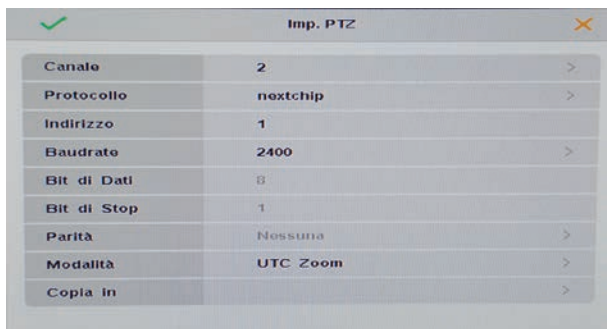 Imp. PTZ
Canale 2
Protocollo nextchip
Indirizzo 1
Baudrate 2400
Bit di Dati 8
Bit di Stop 1
Parità Nessuna
Modalità UTC Zoom
Copia in